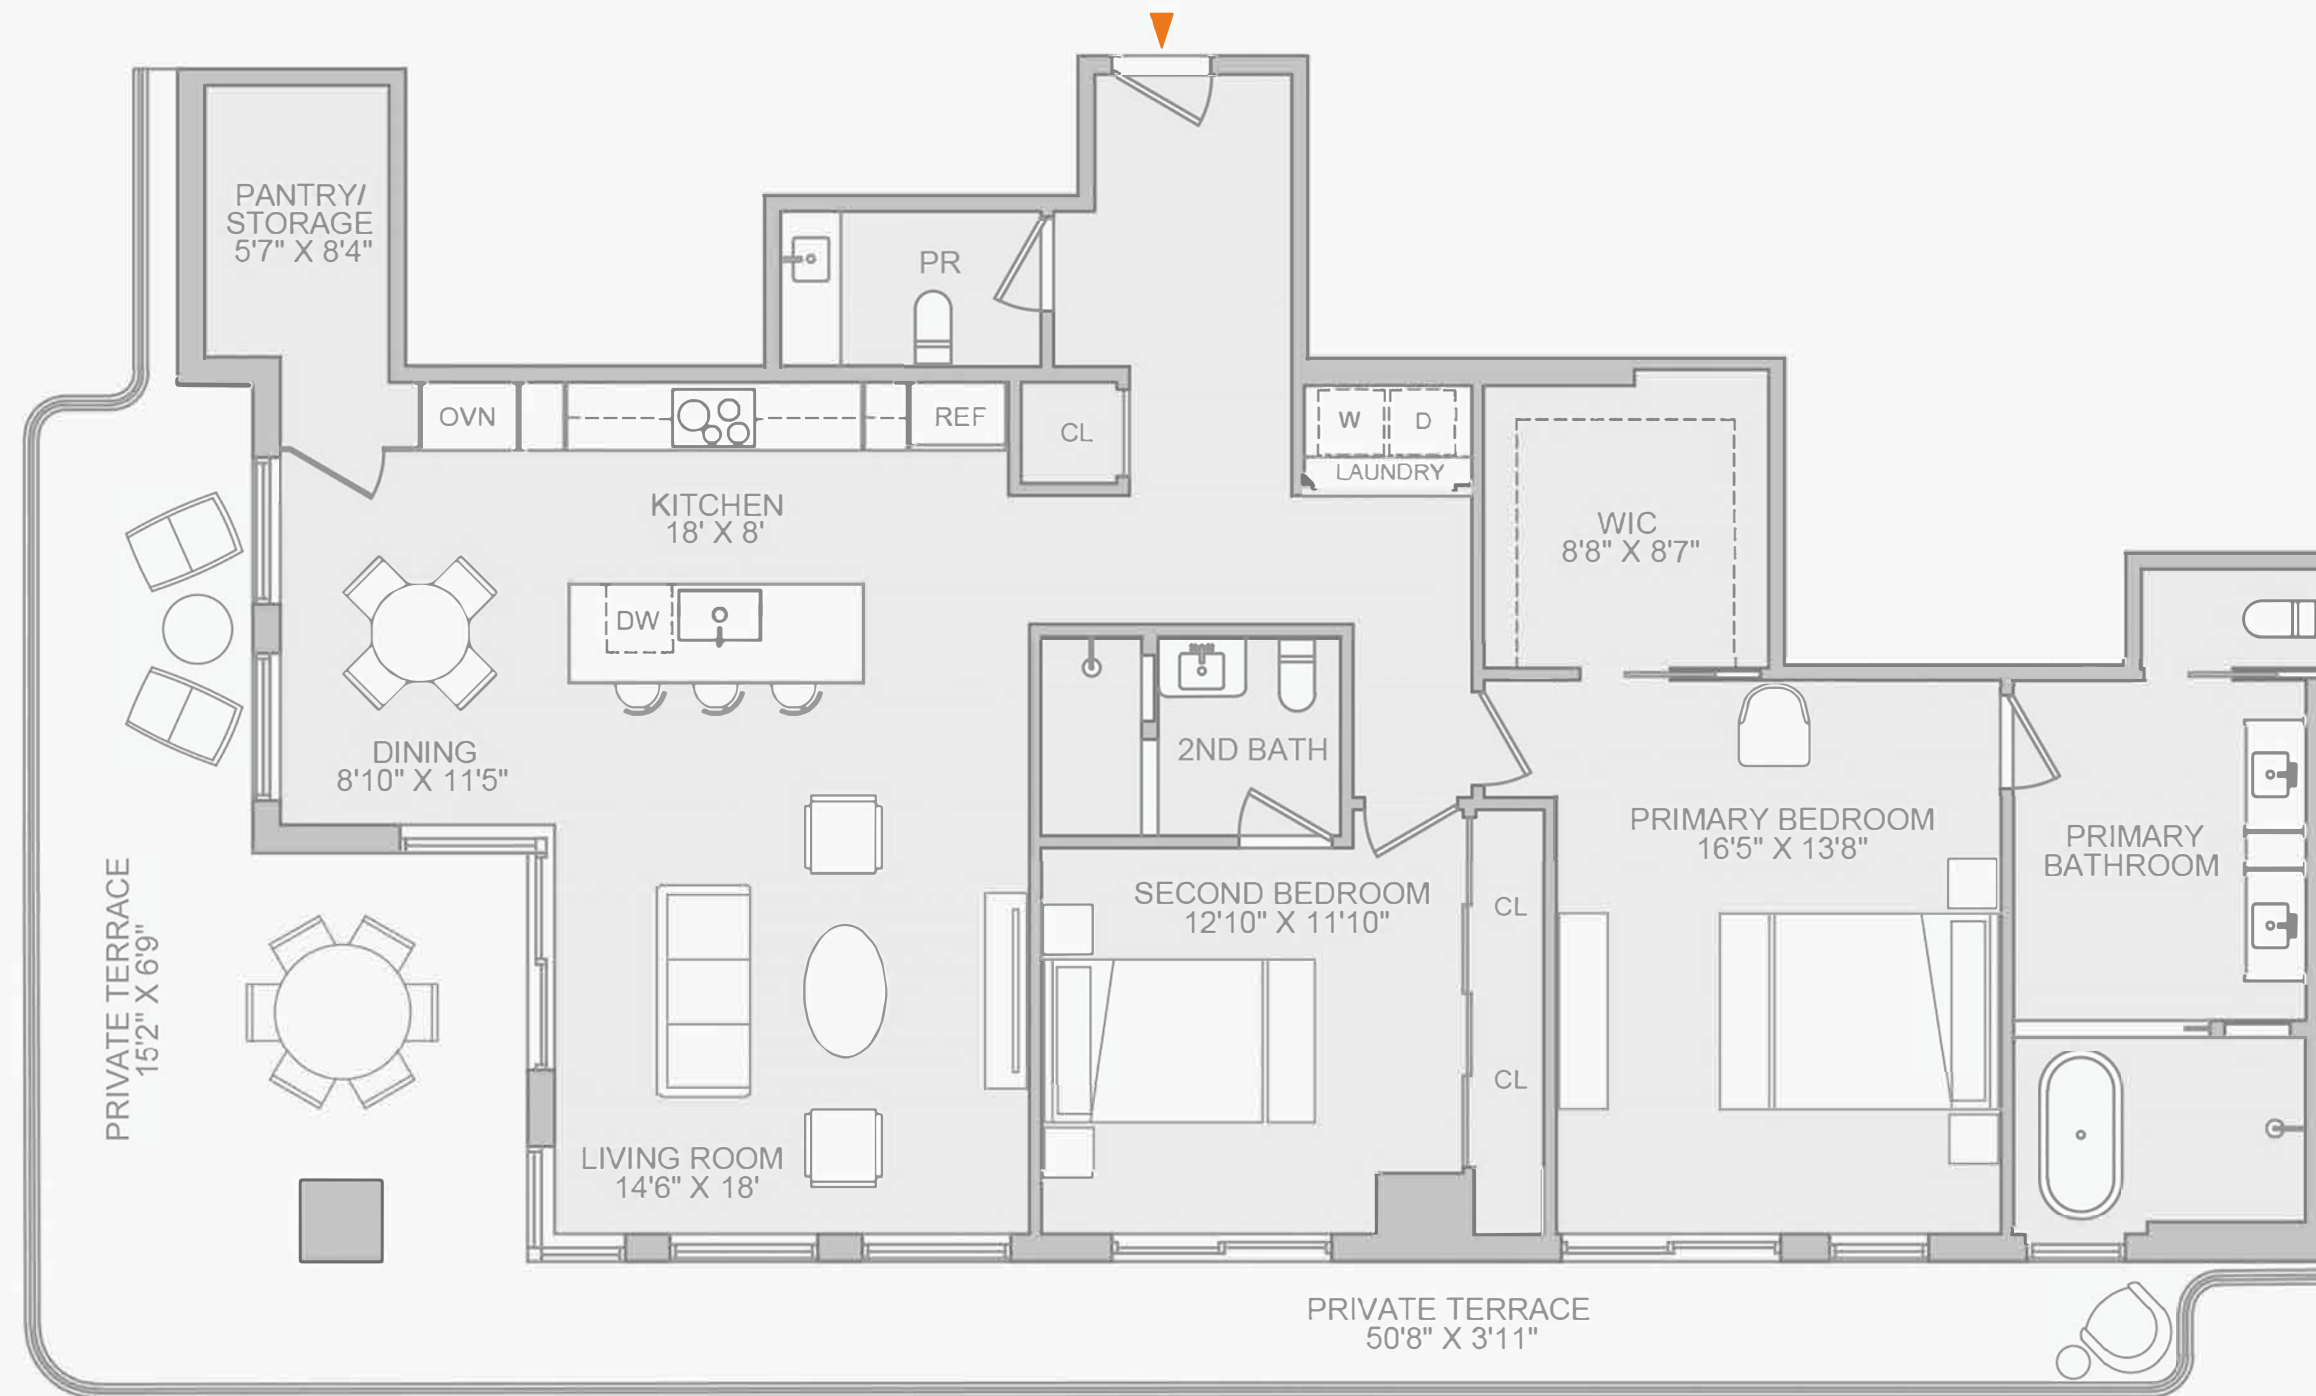 PANTRY/
STORAGE
5'7" X 8'4"
PR
OVN
REF
CL
W
D
LAUNDRY
KITCHEN
18' X 8'
WIC
8'8" X 8'7"
DW
DINING
8'10" X 11'5"
2ND BATH
PRIMARY BEDROOM
16'5" X 13'8"
PRIMARY
BATHROOM
SECOND BEDROOM
12'10" X 11'10"
CL
CL
PRIVATE TERRACE
15'2" X 6'9"
LIVING ROOM
14'6" X 18'
PRIVATE TERRACE
50'8" X 3'11"